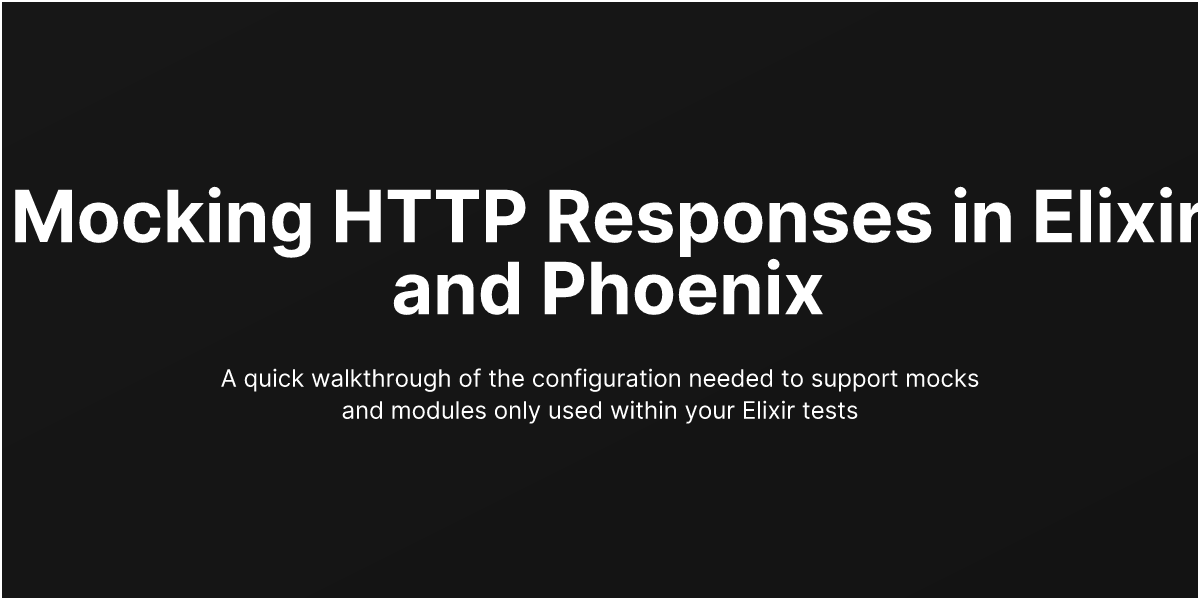 Mocking HTTP Responses in Elixir
and Phoenix
A quick walkthrough of the configuration needed to support mocks
and modules only used within your Elixir tests